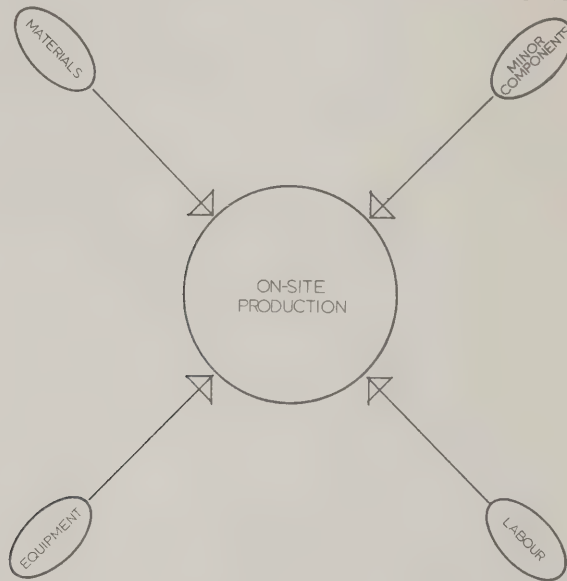 MATERIALS
MINOR
COMPONENTS
ON-SITE
PRODUCTION
EQUIPMENT
LABOUR